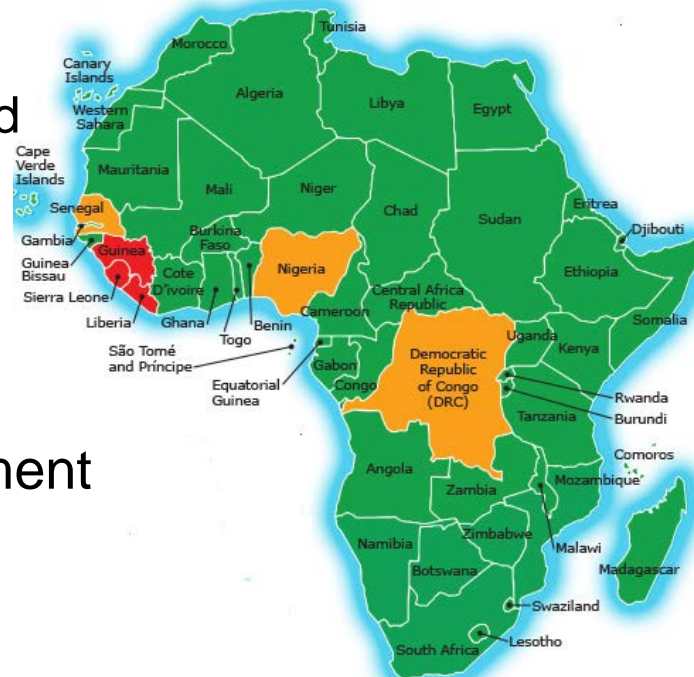 Tunisia
Morocco
Canary
Islands
Algeria
Libya
Egypt
Western
Sahara
d
Cape
Verde
Islands
Mauritania
Mali
Niger
Chad
Sudan
Eritrea
Djibouti
Senegal
Gambia
Guinea
Bissau
Guinea
Sierra Leone
Liberia
Cote
D'ivoire
Burkina
Faso
Ghana
Togo
Benin
Nigeria
Cameroon
Central Africa
Republic
Ethiopia
Somalia
São Tomé
and Príncipe
Equatorial
Guinea
Gabon
Congo
Democratic
Republic
of Congo
(DRC)
Uganda
Kenya
Rwanda
Burundi
Tanzania
Comoros
nent
Angola
Zambia
Mozambique
Malawi
Zimbabwe
Namibia
Botswana
Madagascar
Swaziland
Lesotho
South Africa